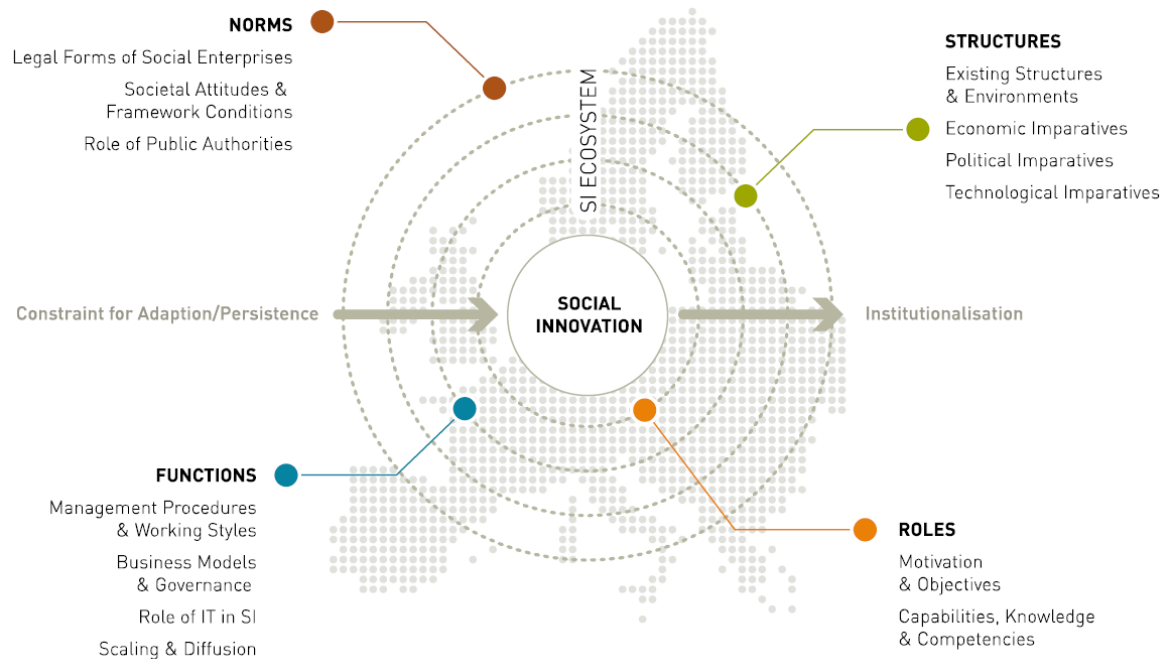 NORMS
Legal Forms of Social Enterprises
Societal Attitudes &
Framework Conditions
Role of Public Authorities
SI ECOSYSTEM
STRUCTURES
Existing Structures
& Environments
Economic Imparatives
Political Imparatives
Technological Imparatives
Constraint for Adaption/Persistence
SOCIAL
INNOVATION
Institutionalisation
FUNCTIONS
Management Procedures
& Working Styles
Business Models
& Governance
Role of IT in SI
Scaling & Diffusion
ROLES
Motivation
& Objectives
Capabilities, Knowledge
& Competencies